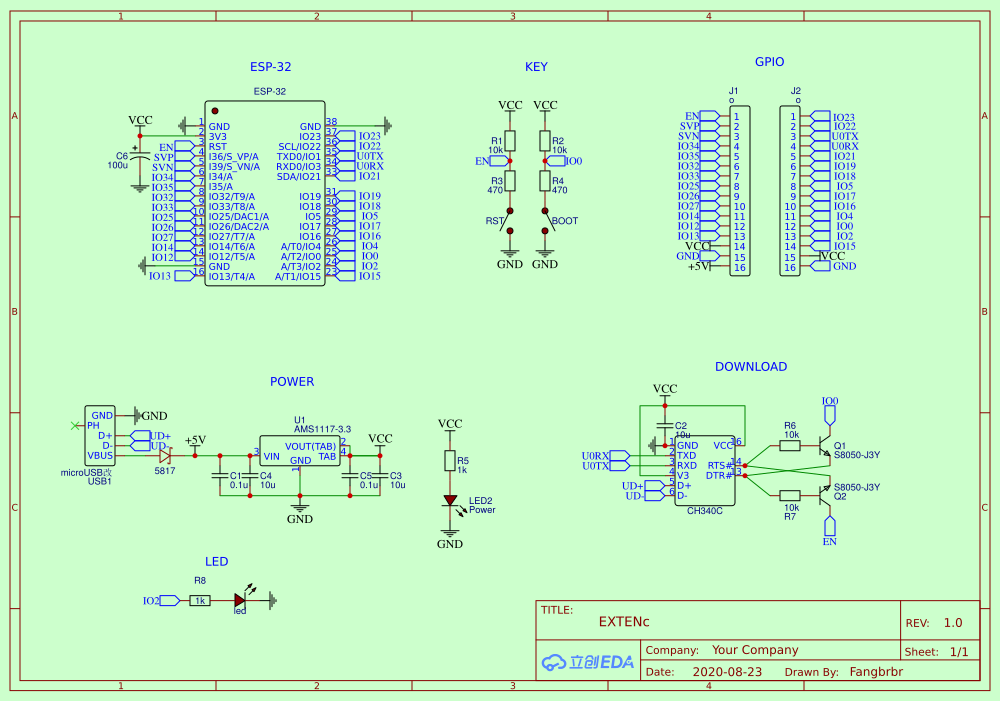 1 2 3 4
A B C
A B C
1 2 3 4
ESP-32
ESP-32
VCC
C6
100u
EN
SVP
SVN
IO34
IO35
IO32
IO33
IO25
IO26
IO27
IO14
IO12
IO13
1 GND
2 3V3
3 RST
4 I36/S_VP/A
5 I39/S_VN/A
6 I34/A
7 I35/A
8 IO32/T9/A
9 IO33/T8/A
10 IO25/DAC1/A
11 IO26/DAC2/A
12 IO27/T7/A
13 IO14/T6/A
14 IO12/T5/A
15 GND
16 IO13/T4/A
GND 38
IO23 37 IO23
SCL/IO22 36 IO22
TXD0/IO1 35 U0TX
RXD0/IO3 34 U0RX
SDA/IO21 33 IO21
IO19 31 IO19
IO18 30 IO18
IO5 29 IO5
IO17 28 IO17
IO16 27 IO16
A/T0/IO4 26 IO4
A/T2/IO0 25 IO0
A/T3/IO2 24 IO2
A/T1/IO15 23 IO15
KEY
VCC VCC
R1
10k
R2
10k
EN
IO0
R3
470
R4
470
RST
BOOT
GND GND
GPIO
J1
o
EN 1
SVP 2
SVN 3
IO34 4
IO35 5
IO32 6
IO33 7
IO25 8
IO26 9
IO27 10
IO14 11
IO12 12
IO13 13
VCC 14
GND 15
+5V 16
J2
o
1 IO23
2 IO22
3 U0TX
4 U0RX
5 IO21
6 IO19
7 IO18
8 IO5
9 IO17
10 IO16
11 IO4
12 IO0
13 IO2
14 IO15
15 VCC
16 GND
POWER
GND GND
PH
D+ UD+
D- UD-
VBUS
microUSB改
USB1
5817
+5V
C1
0.1u
C4
10u
U1
AMS1117-3.3
3 VIN
VOUT(TAB) 2
TAB 4
GND
1
GND
VCC
C5
0.1u
C3
10u
VCC
R5
1k
LED2
Power
GND
LED
IO2
R8
1k
led
DOWNLOAD
VCC
C2
10u
U0RX
U0TX
UD+
UD-
1 GND
2 TXD
3 RXD
4 V3
5 D+
6 D-
VCC 16
RTS# 14
DTR# 13
CH340C
R6
10k
IO0
Q1
S8050-J3Y
S8050-J3Y
Q2
10k
R7
EN
TITLE:
EXTENc
REV: 1.0
立创EDA
Company: Your Company
Sheet: 1/1
Date: 2020-08-23 Drawn By: Fangbrbr